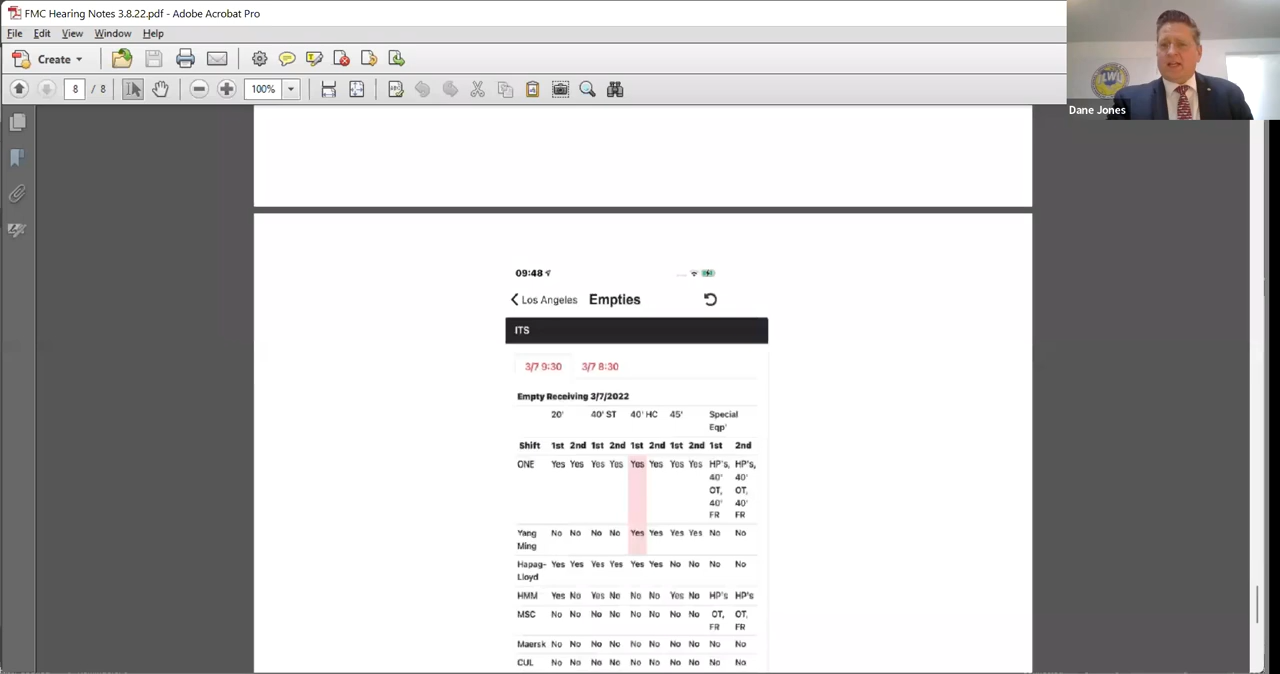 FMC Hearing Notes 3.8.22.pdf - Adobe Acrobat Pro
File Edit View Window Help
Create
8 / 8 100%
LWI
Dane Jones
09:48
Los Angeles Empties
ITS
3/7 9:30 3/7 8:30
Empty Receiving 3/7/2022
20' 40' ST 40' HC 45' Special
Eqp'
Shift 1st 2nd 1st 2nd 1st 2nd 1st 2nd 1st 2nd
ONE Yes Yes Yes Yes Yes Yes Yes Yes HP's, HP's,
40' 40'
OT, OT,
40' 40'
FR FR
Yang No No No No Yes Yes Yes Yes No No
Ming
Hapag- Yes Yes Yes Yes Yes Yes No No No No
Lloyd
HMM Yes No Yes No No No Yes No HP's HP's
MSC No No No No No No No No OT, OT,
FR FR
Maersk No No No No No No No No No No
CUL No No No No No No No No No No